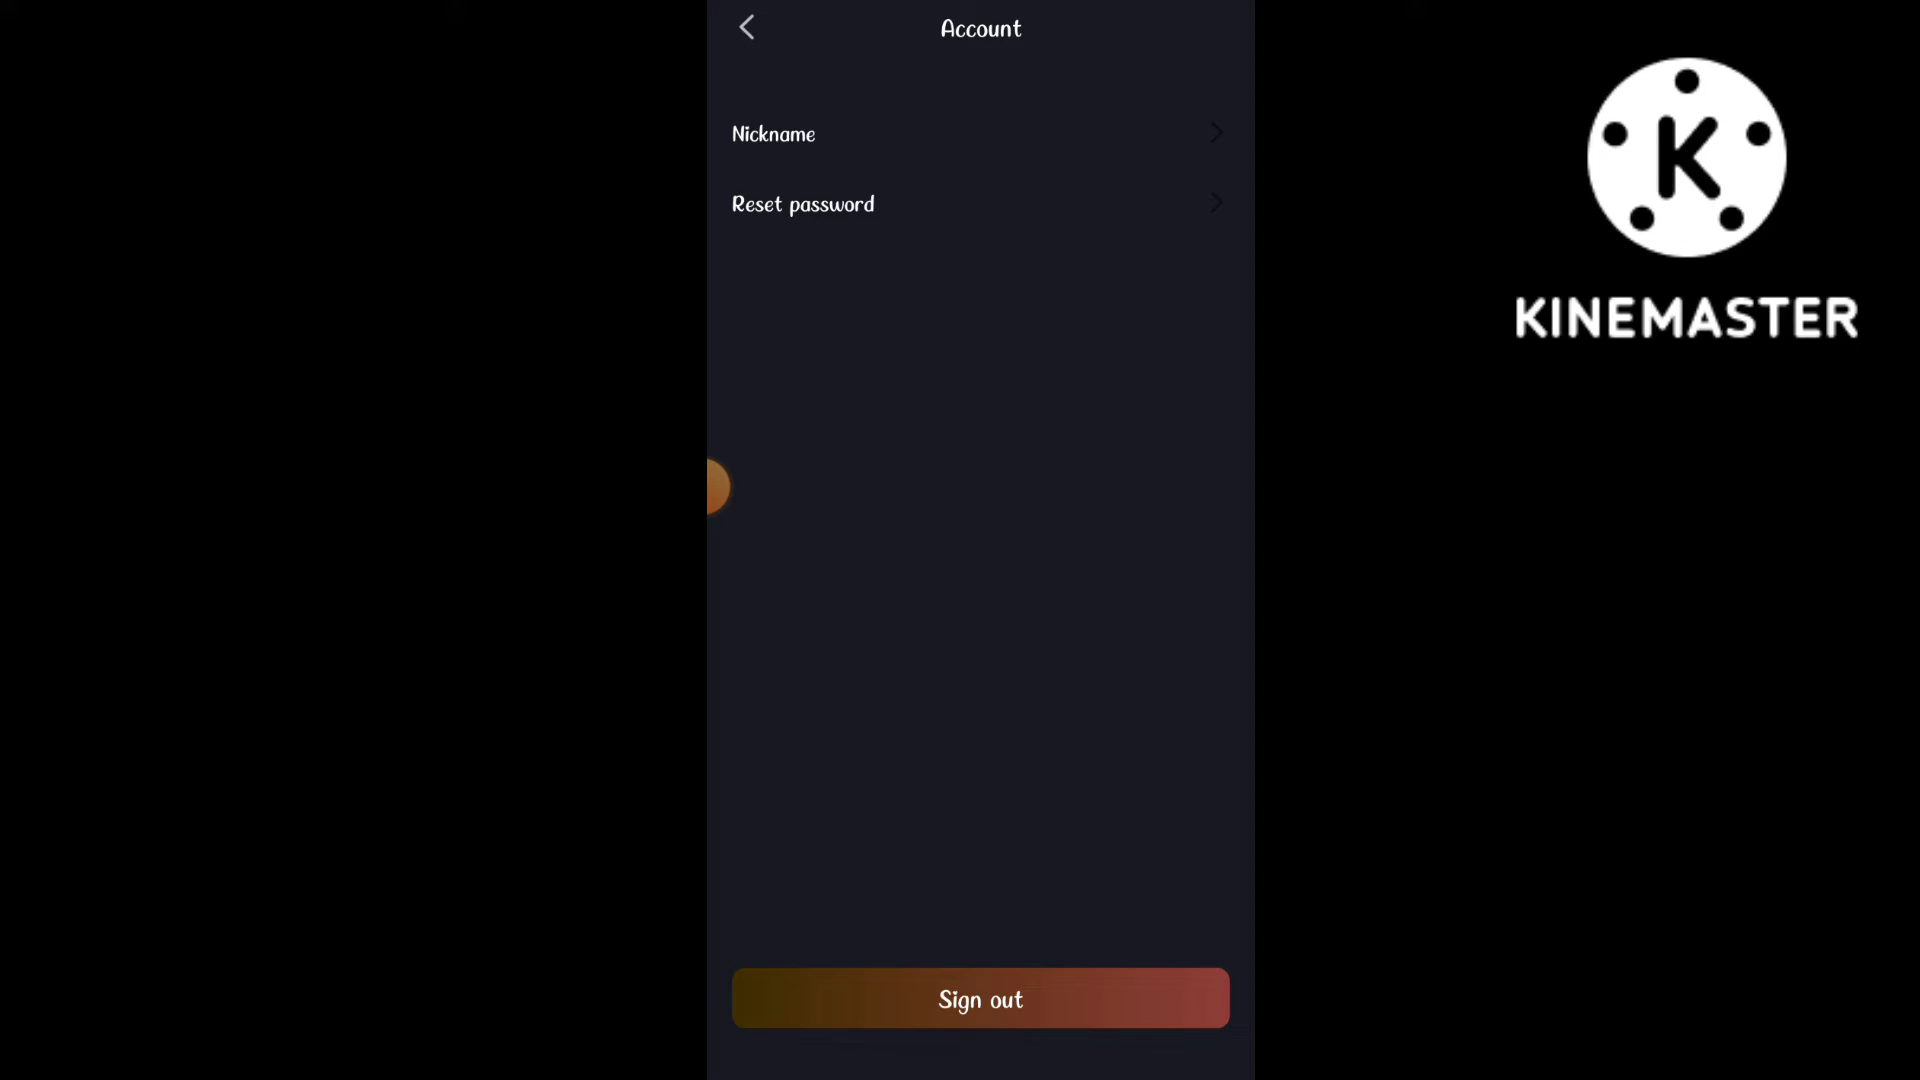 Account
Nickname
Reset password
Sign out
K
KINEMASTER